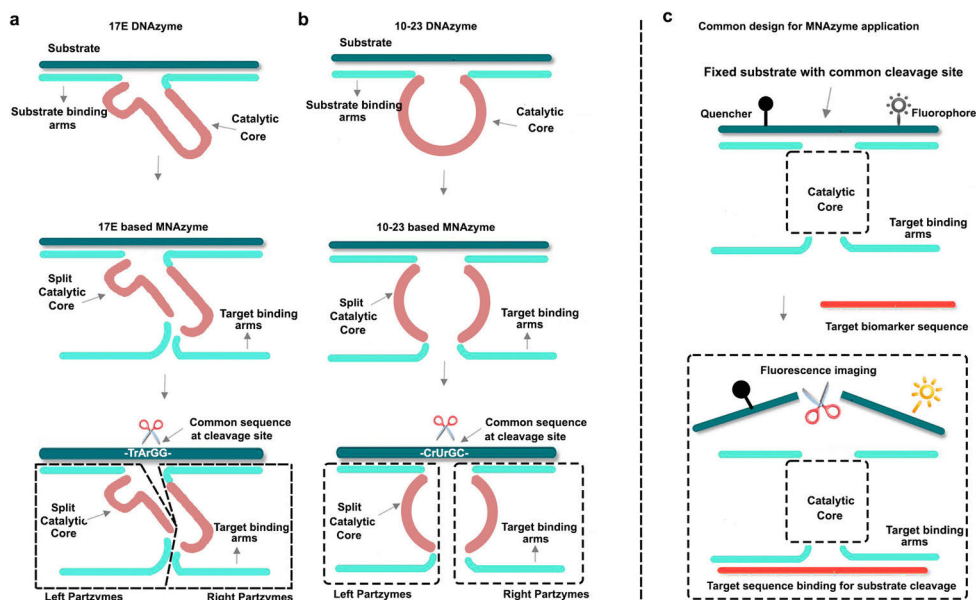 a
17E DNAzyme
Substrate
Substrate binding
arms
Catalytic
Core
17E based MNAzyme
Split
Catalytic
Core
Target binding
arms
Common sequence
at cleavage site
-TrArGG-
Split
Catalytic
Core
Target binding
arms
Left Partzymes
Right Partzymes
b
10-23 DNAzyme
Substrate
Substrate binding
arms
Catalytic
Core
10-23 based MNAzyme
Split
Catalytic
Core
Target binding
arms
Common sequence
at cleavage site
-CrUrGC-
Split
Catalytic
Core
Target binding
arms
Left Partzymes
Right Partzymes
c
Common design for MNAzyme application
Fixed substrate with common cleavage site
Quencher
Fluorophore
Catalytic
Core
Target binding
arms
Target biomarker sequence
Fluorescence imaging
Catalytic
Core
Target binding
arms
Target sequence binding for substrate cleavage